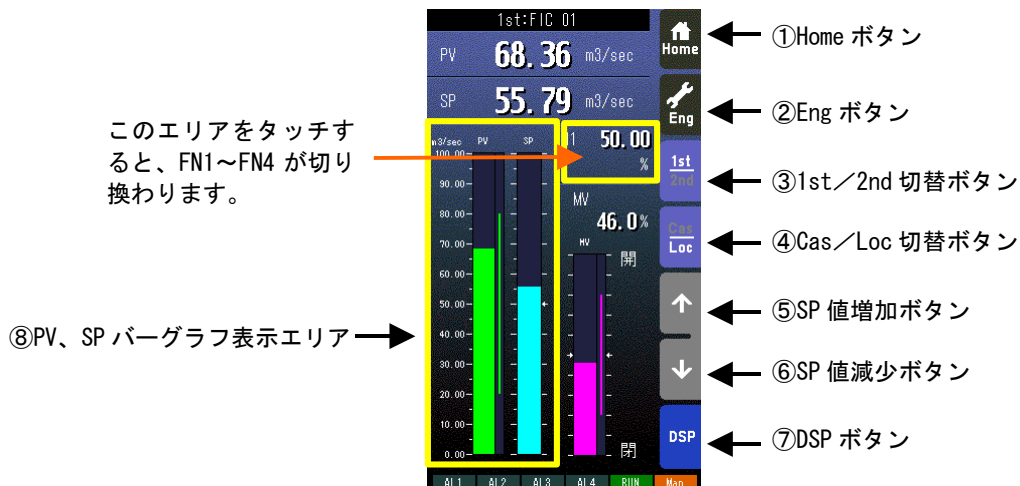 1st:FIC 01
Home
①Home ボタン
PV 68.36 m3/sec
SP 55.79 m3/sec
Eng
②Eng ボタン
このエリアをタッチす
ると、FN1～FN4 が切り
換わります。
m3/sec PV SP
1 50.00
%
1st
2nd
③1st／2nd 切替ボタン
MV
46.0%
Cas
Loc
④Cas／Loc 切替ボタン
MV
開
100.00
90.00
80.00
70.00
60.00
50.00
40.00
30.00
20.00
10.00
0.00
↑
⑤SP 値増加ボタン
⑧PV、SP バーグラフ表示エリア
↓
⑥SP 値減少ボタン
DSP
⑦DSP ボタン
閉
AL1 AL2 AL3 AL4 RUN Man